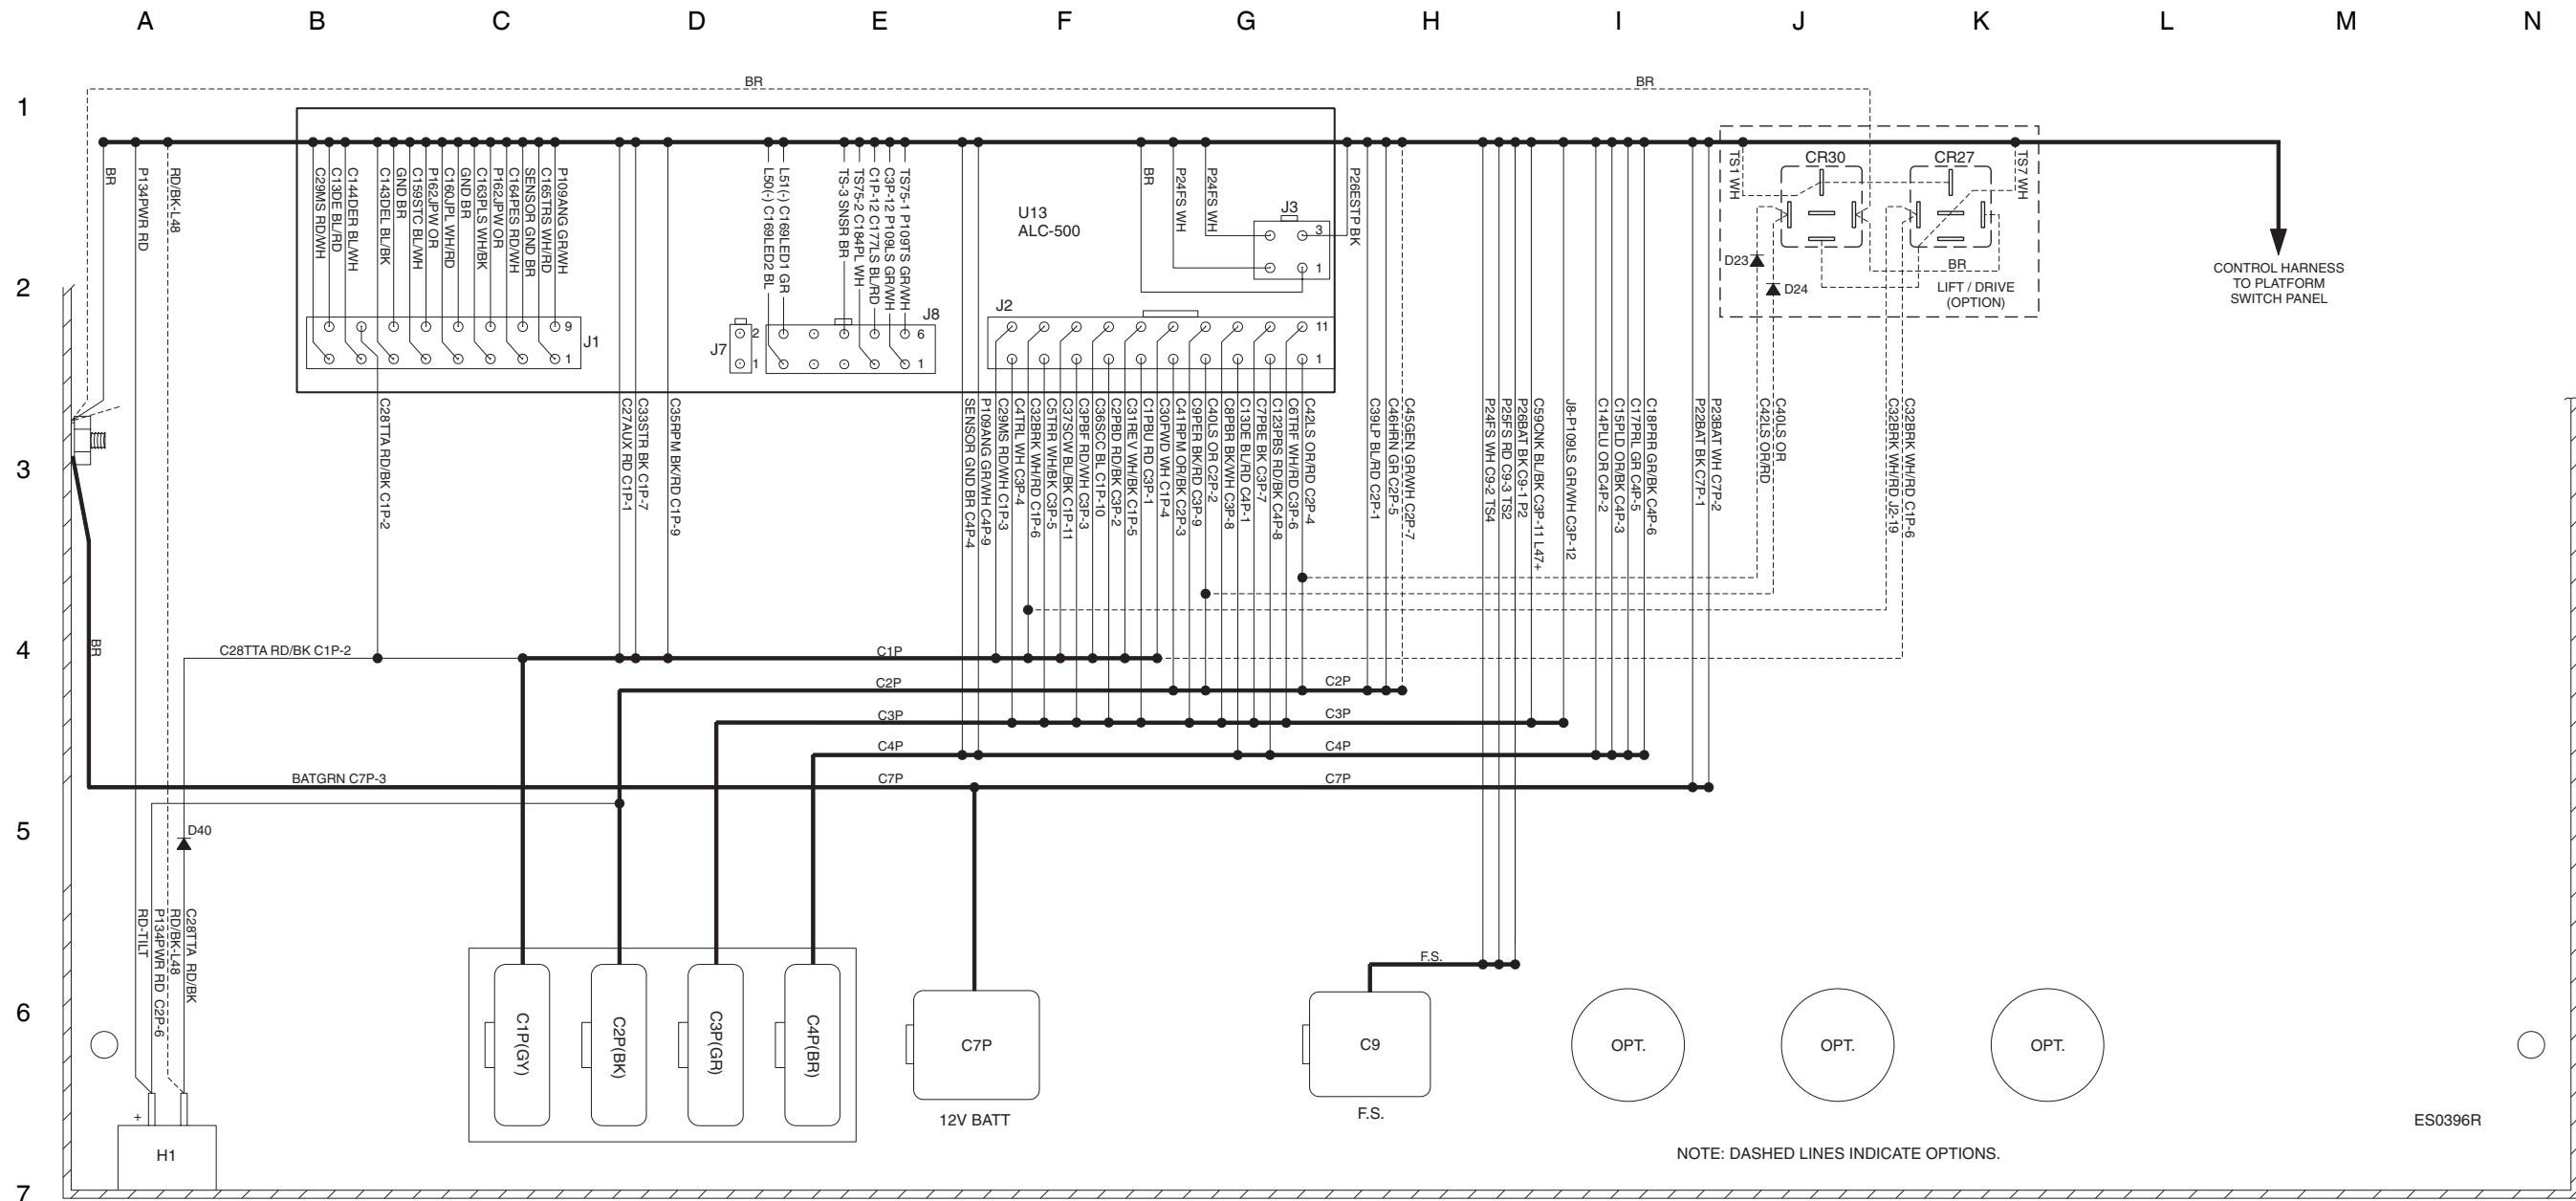 A B C D E F G H I J K L M N
1
2
3
4
5
6
7
BR
BR
BR
P134PWR RD
RD/BK-L48
C29MS RD/WH
C13DE BL/RD
C144DER BL/WH
C143DEL BL/BK
GND BR
C159STC BL/WH
P162JPW OR
C160JPL WH/RD
GND BR
C163PLS WH/BK
P162JPW OR
C164PES RD/WH
SENSOR GND BR
C165TRS WH/RD
P109ANG GR/WH
L50(-) C169LED2 BL
L51(-) C169LED1 GR
TS-3 SNSR BR
TS75-2 C184PL WH
C1P-12 C177LS BL/RD
C3P-12 P109LS GR/WH
TS75-1 P109TS GR/WH
BR
P24FS WH
P24FS WH
P26ESTP BK
U13
ALC-500
J3
3
1
TS1 WH
CR30
CR27
TS7 WH
D23
D24
BR
LIFT / DRIVE
(OPTION)
CONTROL HARNESS
TO PLATFORM
SWITCH PANEL
9
1
J1
J7
2
1
J8
6
1
J2
11
1
C28TTA RD/BK C1P-2
C27AUX RD C1P-1
C33STR BK C1P-7
C35RPM BK/RD C1P-9
SENSOR GND BR C4P-4
P109ANG GR/WH C4P-9
C29MS RD/WH C1P-3
C4TRL WH C3P-4
C32BRK WH/RD C1P-6
C5TRR WH/BK C3P-5
C37SCW BL/BK C1P-11
C3PBF RD/WH C3P-3
C36SCC BL C1P-10
C2PBD RD/BK C3P-2
C31REV WH/BK C1P-5
C1PBU RD C3P-1
C30FWD WH C1P-4
C41RPM OR/BK C2P-3
C9PER BK/RD C3P-9
C40LS OR C2P-2
C8PBR BK/WH C3P-8
C13DE BL/RD C4P-1
C7PBE BK C3P-7
C123PBS RD/BK C4P-8
C6TRF WH/RD C3P-6
C42LS OR/RD C2P-4
C39LP BL/RD C2P-1
C46HRN GR C2P-5
C45GEN GR/WH C2P-7
P24FS WH C9-2 TS4
P25FS RD C9-3 TS2
P26BAT BK C9-1 P2
C59CNK BL/BK C3P-11 L47+
J8-P109LS GR/WH C3P-12
C14PLU OR C4P-2
C15PLD OR/BK C4P-3
C17PRL GR C4P-5
C18PRR GR/BK C4P-6
P22BAT BK C7P-1
P23BAT WH C7P-2
C42LS OR/RD
C40LS OR
C32BRK WH/RD J2-19
C32BRK WH/RD C1P-6
BR
C28TTA RD/BK C1P-2
C1P
C2P C2P
C3P C3P
C4P C4P
BATGRN C7P-3
C7P C7P
D40
RD-TILT
P134PWR RD C2P-6
RD/BK-L48
C28TTA RD/BK
F.S.
C1P(GY)
C2P(BK)
C3P(GR)
C4P(BR)
C7P
12V BATT
C9
F.S.
OPT.
OPT.
OPT.
+
H1
ES0396R
NOTE: DASHED LINES INDICATE OPTIONS.